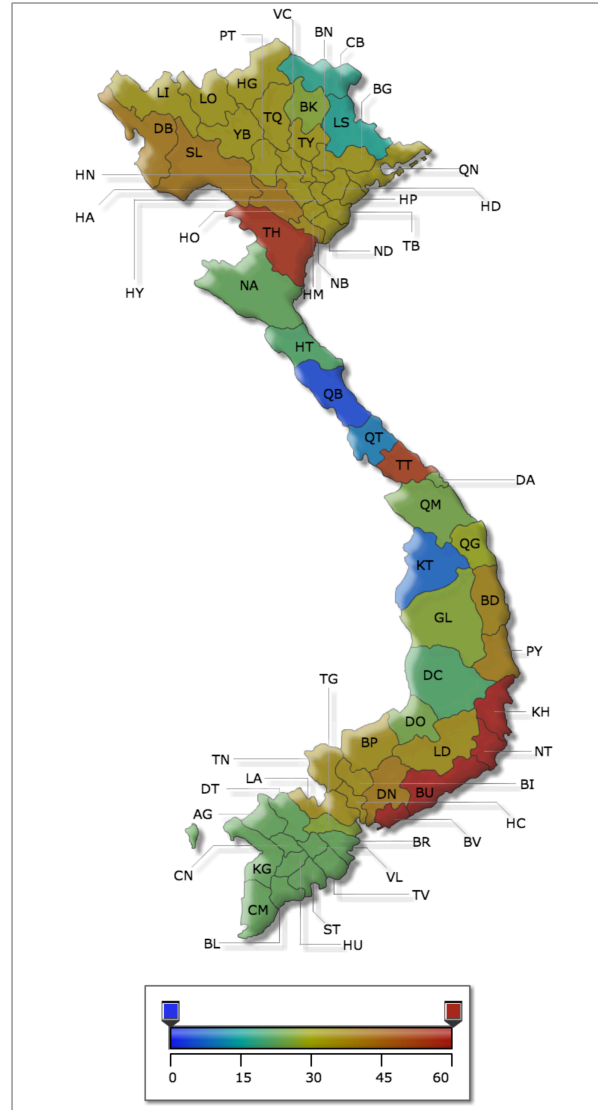 VC
PT
BN
CB
HG
BG
LI
LO
BK
TQ
LS
DB
YB
TY
SL
QN
HN
HP
HD
HA
TH
HO
TB
ND
NA
NB
HY
HM
HT
QB
QT
TT
DA
QM
QG
KT
BD
GL
PY
DC
TG
KH
DO
BP
LD
NT
TN
LA
BI
DT
DN
BU
AG
HC
BR
BV
KG
CN
VL
TV
CM
ST
BL
HU
0 15 30 45 60